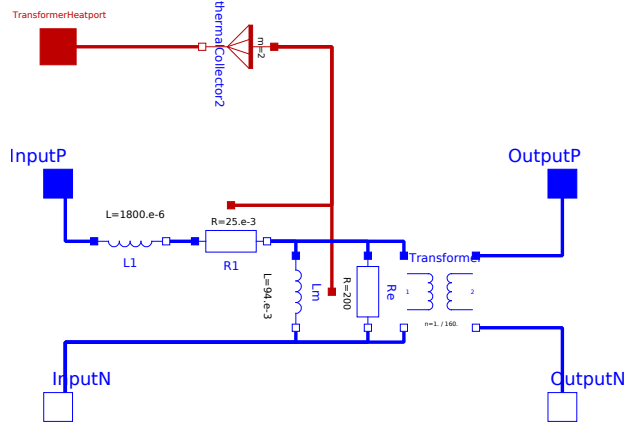 TransformerHeatport
thermalCollector2
m=2
InputP
OutputP
L=1800.e-6
R=25.e-3
L1
R1
L=94.e-3
Lm
R=200
Re
Transformer
1
2
n=1. / 160.
InputN
OutputN